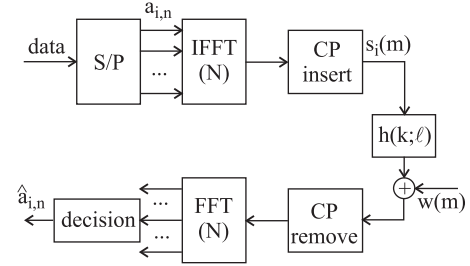 a_{i,n}
data
S/P
...
IFFT
(N)
CP
insert
s_i(m)
h(k;ℓ)
+
w(m)
CP
remove
FFT
(N)
...
...
decision
â_{i,n}